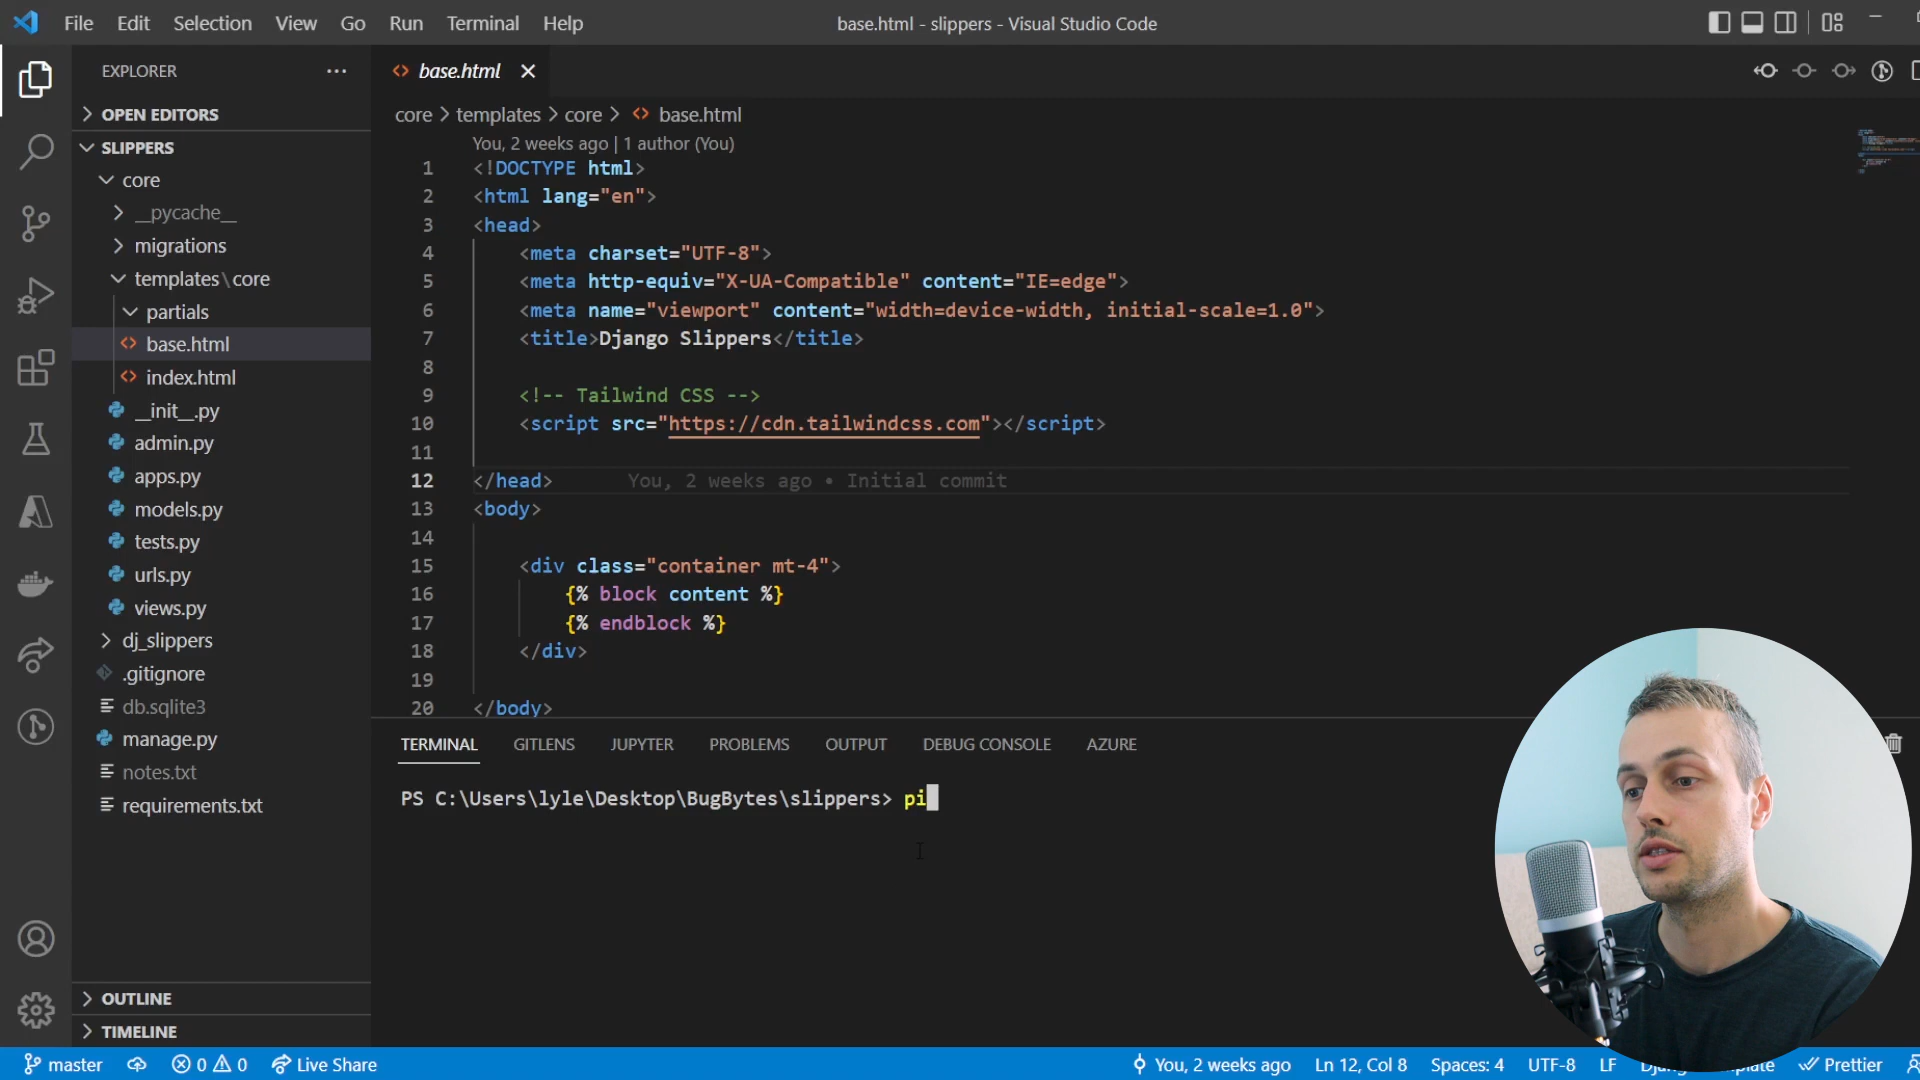 File Edit Selection View Go Run Terminal Help
base.html - slippers - Visual Studio Code
EXPLORER
OPEN EDITORS
SLIPPERS
core
__pycache__
migrations
templates\core
partials
base.html
index.html
__init__.py
admin.py
apps.py
models.py
tests.py
urls.py
views.py
dj_slippers
.gitignore
db.sqlite3
manage.py
notes.txt
requirements.txt
OUTLINE
TIMELINE
base.html
core > templates > core > base.html
You, 2 weeks ago | 1 author (You)
1 <!DOCTYPE html>
2 <html lang="en">
3 <head>
4 <meta charset="UTF-8">
5 <meta http-equiv="X-UA-Compatible" content="IE=edge">
6 <meta name="viewport" content="width=device-width, initial-scale=1.0">
7 <title>Django Slippers</title>
8
9 <!-- Tailwind CSS -->
10 <script src="https://cdn.tailwindcss.com"></script>
11
12 </head> You, 2 weeks ago • Initial commit
13 <body>
14
15 <div class="container mt-4">
16 {% block content %}
17 {% endblock %}
18 </div>
19
20 </body>
TERMINAL GITLENS JUPYTER PROBLEMS OUTPUT DEBUG CONSOLE AZURE
PS C:\Users\lyle\Desktop\BugBytes\slippers> pi
master 0 0 Live Share You, 2 weeks ago Ln 12, Col 8 Spaces: 4 UTF-8 LF Prettier